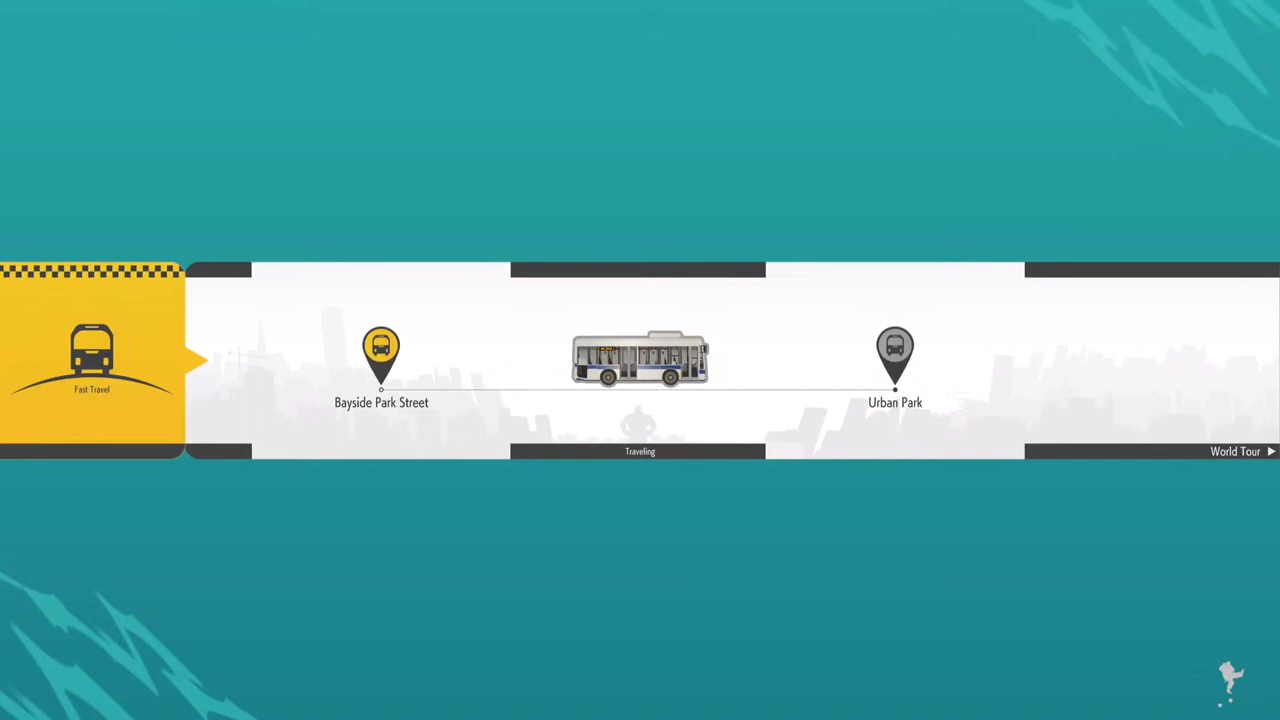 Fast Travel
Bayside Park Street
Urban Park
Traveling
World Tour